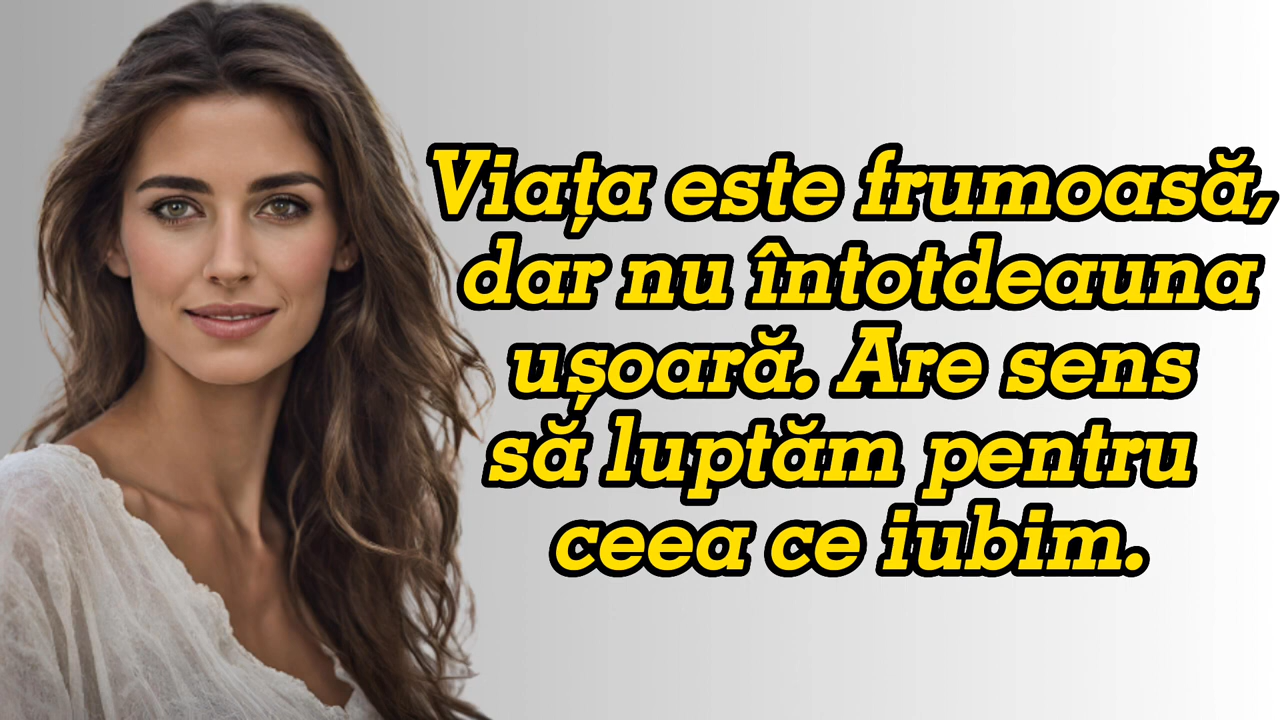 Viața este frumoasă,
dar nu întotdeauna
ușoară. Are sens
să luptăm pentru
ceea ce iubim.